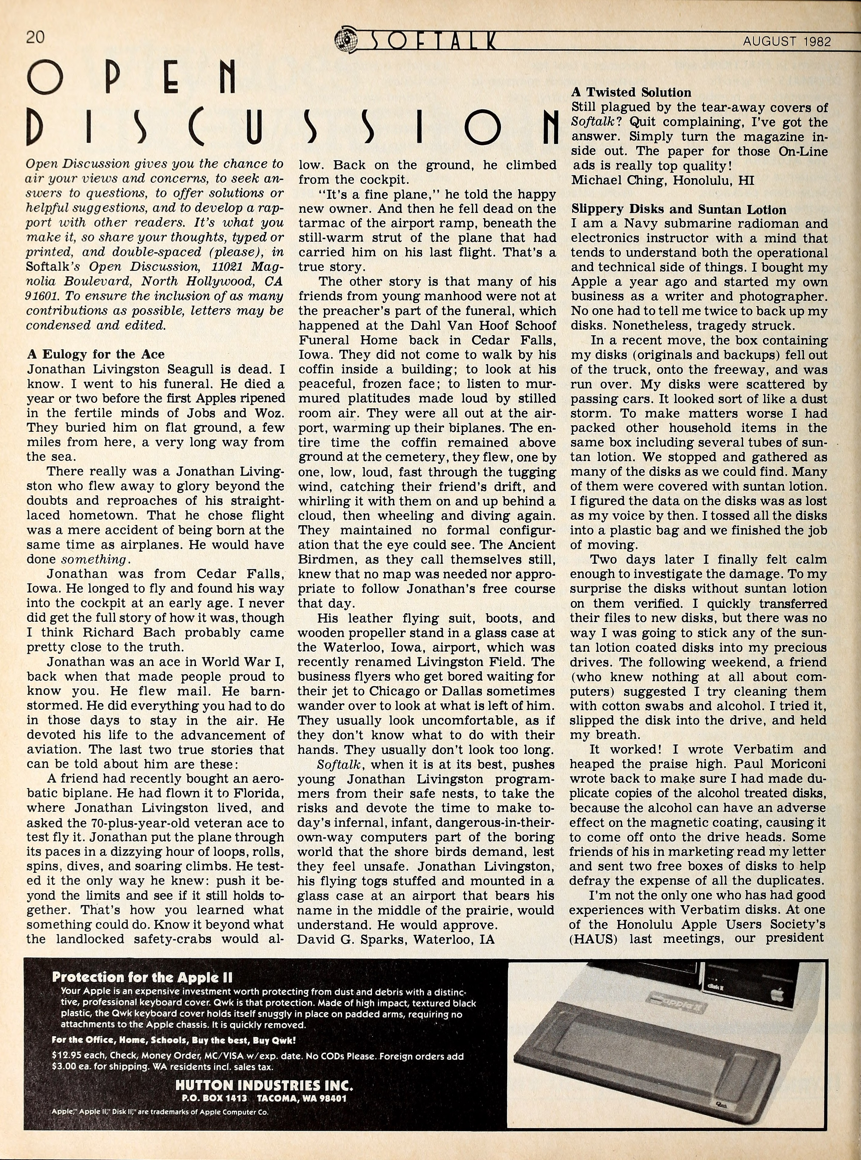 20
SOFTALK
AUGUST 1982
OPEN
DISCUSSION
Open Discussion gives you the chance to
air your views and concerns, to seek an-
swers to questions, to offer solutions or
helpful suggestions, and to develop a rap-
port with other readers. It's what you
make it, so share your thoughts, typed or
printed, and double-spaced (please), in
Softalk's Open Discussion, 11021 Mag-
nolia Boulevard, North Hollywood, CA
91601. To ensure the inclusion of as many
contributions as possible, letters may be
condensed and edited.
A Eulogy for the Ace
Jonathan Livingston Seagull is dead. I
know. I went to his funeral. He died a
year or two before the first Apples ripened
in the fertile minds of Jobs and Woz.
They buried him on flat ground, a few
miles from here, a very long way from
the sea.
There really was a Jonathan Living-
ston who flew away to glory beyond the
doubts and reproaches of his straight-
laced hometown. That he chose flight
was a mere accident of being born at the
same time as airplanes. He would have
done something.
Jonathan was from Cedar Falls,
Iowa. He longed to fly and found his way
into the cockpit at an early age. I never
did get the full story of how it was, though
I think Richard Bach probably came
pretty close to the truth.
Jonathan was an ace in World War I,
back when that made people proud to
know you. He flew mail. He barn-
stormed. He did everything you had to do
in those days to stay in the air. He
devoted his life to the advancement of
aviation. The last two true stories that
can be told about him are these:
A friend had recently bought an aero-
batic biplane. He had flown it to Florida,
where Jonathan Livingston lived, and
asked the 70-plus-year-old veteran ace to
test fly it. Jonathan put the plane through
its paces in a dizzying hour of loops, rolls,
spins, dives, and soaring climbs. He test-
ed it the only way he knew: push it be-
yond the limits and see if it still holds to-
gether. That's how you learned what
something could do. Know it beyond what
the landlocked safety-crabs would al-
low. Back on the ground, he climbed
from the cockpit.
"It's a fine plane," he told the happy
new owner. And then he fell dead on the
tarmac of the airport ramp, beneath the
still-warm strut of the plane that had
carried him on his last flight. That's a
true story.
The other story is that many of his
friends from young manhood were not at
the preacher's part of the funeral, which
happened at the Dahl Van Hoof Schoof
Funeral Home back in Cedar Falls,
Iowa. They did not come to walk by his
coffin inside a building; to look at his
peaceful, frozen face; to listen to mur-
mured platitudes made loud by stilled
room air. They were all out at the air-
port, warming up their biplanes. The en-
tire time the coffin remained above
ground at the cemetery, they flew, one by
one, low, loud, fast through the tugging
wind, catching their friend's drift, and
whirling it with them on and up behind a
cloud, then wheeling and diving again.
They maintained no formal configur-
ation that the eye could see. The Ancient
Birdmen, as they call themselves still,
knew that no map was needed nor appro-
priate to follow Jonathan's free course
that day.
His leather flying suit, boots, and
wooden propeller stand in a glass case at
the Waterloo, Iowa, airport, which was
recently renamed Livingston Field. The
business flyers who get bored waiting for
their jet to Chicago or Dallas sometimes
wander over to look at what is left of him.
They usually look uncomfortable, as if
they don't know what to do with their
hands. They usually don't look too long.
Softalk, when it is at its best, pushes
young Jonathan Livingston program-
mers from their safe nests, to take the
risks and devote the time to make to-
day's infernal, infant, dangerous-in-their-
own-way computers part of the boring
world that the shore birds demand, lest
they feel unsafe. Jonathan Livingston,
his flying togs stuffed and mounted in a
glass case at an airport that bears his
name in the middle of the prairie, would
understand. He would approve.
David G. Sparks, Waterloo, IA
A Twisted Solution
Still plagued by the tear-away covers of
Softalk? Quit complaining, I've got the
answer. Simply turn the magazine in-
side out. The paper for those On-Line
ads is really top quality!
Michael Ching, Honolulu, HI
Slippery Disks and Suntan Lotion
I am a Navy submarine radioman and
electronics instructor with a mind that
tends to understand both the operational
and technical side of things. I bought my
Apple a year ago and started my own
business as a writer and photographer.
No one had to tell me twice to back up my
disks. Nonetheless, tragedy struck.
In a recent move, the box containing
my disks (originals and backups) fell out
of the truck, onto the freeway, and was
run over. My disks were scattered by
passing cars. It looked sort of like a dust
storm. To make matters worse I had
packed other household items in the
same box including several tubes of sun-
tan lotion. We stopped and gathered as
many of the disks as we could find. Many
of them were covered with suntan lotion.
I figured the data on the disks was as lost
as my voice by then. I tossed all the disks
into a plastic bag and we finished the job
of moving.
Two days later I finally felt calm
enough to investigate the damage. To my
surprise the disks without suntan lotion
on them verified. I quickly transferred
their files to new disks, but there was no
way I was going to stick any of the sun-
tan lotion coated disks into my precious
drives. The following weekend, a friend
(who knew nothing at all about com-
puters) suggested I try cleaning them
with cotton swabs and alcohol. I tried it,
slipped the disk into the drive, and held
my breath.
It worked! I wrote Verbatim and
heaped the praise high. Paul Moriconi
wrote back to make sure I had made du-
plicate copies of the alcohol treated disks,
because the alcohol can have an adverse
effect on the magnetic coating, causing it
to come off onto the drive heads. Some
friends of his in marketing read my letter
and sent two free boxes of disks to help
defray the expense of all the duplicates.
I'm not the only one who has had good
experiences with Verbatim disks. At one
of the Honolulu Apple Users Society's
(HAUS) last meetings, our president
Protection for the Apple II
Your Apple is an expensive investment worth protecting from dust and debris with a distinc-
tive, professional keyboard cover. Qwk is that protection. Made of high impact, textured black
plastic, the Qwk keyboard cover holds itself snuggly in place on padded arms, requiring no
attachments to the Apple chassis. It is quickly removed.
For the Office, Home, Schools, Buy the best, Buy Qwk!
$12.95 each, Check, Money Order, MC/VISA w/exp. date. No CODs Please. Foreign orders add
$3.00 ea. for shipping. WA residents incl. sales tax.
HUTTON INDUSTRIES INC.
P.O. BOX 1413 TACOMA, WA 98401
Apple,™ Apple II,™ Disk II,™ are trademarks of Apple Computer Co.
disk II
apple II
Qwk